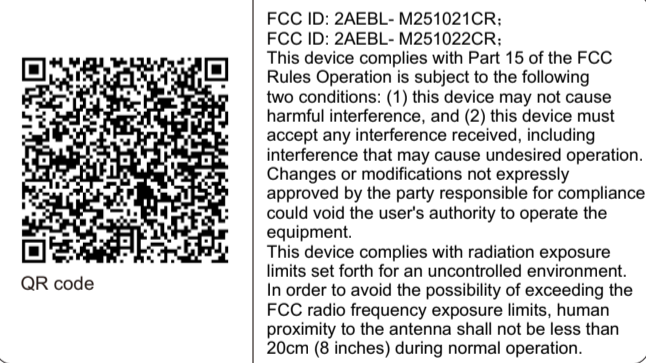 FCC ID: 2AEBL- M251021CR;
FCC ID: 2AEBL- M251022CR;
This device complies with Part 15 of the FCC
Rules Operation is subject to the following
two conditions: (1) this device may not cause
harmful interference, and (2) this device must
accept any interference received, including
interference that may cause undesired operation.
Changes or modifications not expressly
approved by the party responsible for compliance
could void the user's authority to operate the
equipment.
This device complies with radiation exposure
limits set forth for an uncontrolled environment.
In order to avoid the possibility of exceeding the
FCC radio frequency exposure limits, human
proximity to the antenna shall not be less than
20cm (8 inches) during normal operation.
QR code